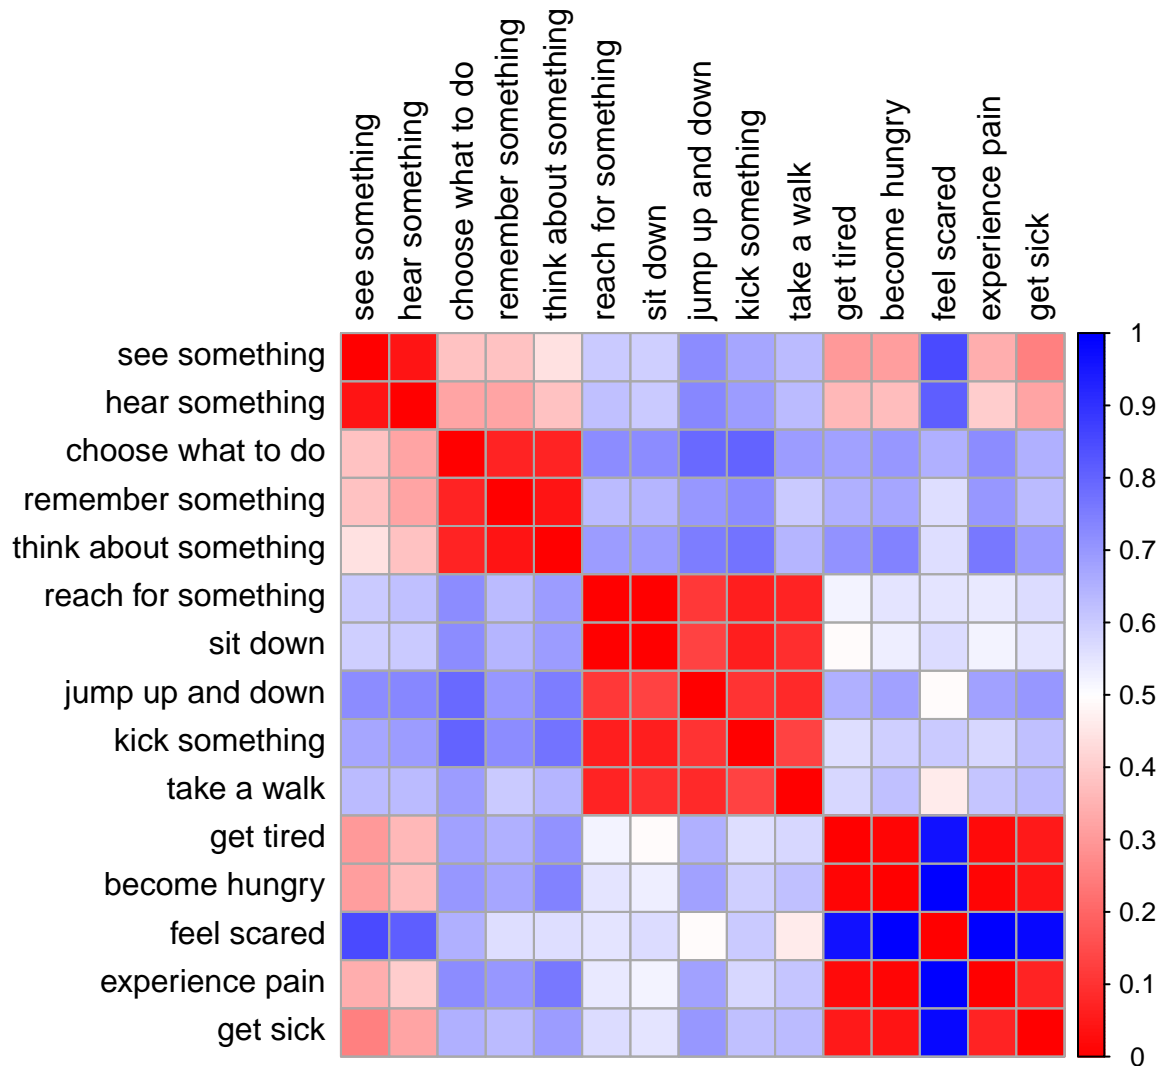 see something
hear something
choose what to do
remember something
think about something
reach for something
sit down
jump up and down
kick something
take a walk
get tired
become hungry
feel scared
experience pain
get sick
see something
hear something
choose what to do
remember something
think about something
reach for something
sit down
jump up and down
kick something
take a walk
get tired
become hungry
feel scared
experience pain
get sick
1
0.9
0.8
0.7
0.6
0.5
0.4
0.3
0.2
0.1
0